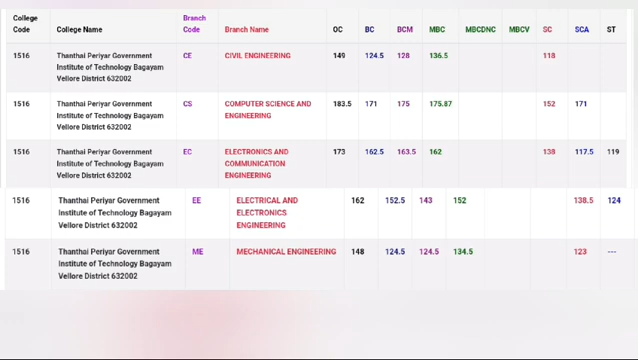 College Code College Name Branch Code Branch Name OC BC BCM MBC MBCDNC MBCV SC SCA ST
1516 Thanthai Periyar Government Institute of Technology Bagayam Vellore District 632002 CE CIVIL ENGINEERING 149 124.5 128 136.5 118
1516 Thanthai Periyar Government Institute of Technology Bagayam Vellore District 632002 CS COMPUTER SCIENCE AND ENGINEERING 183.5 171 175 175.87 152 171
1516 Thanthai Periyar Government Institute of Technology Bagayam Vellore District 632002 EC ELECTRONICS AND COMMUNICATION ENGINEERING 173 162.5 163.5 162 138 117.5 119
1516 Thanthai Periyar Government Institute of Technology Bagayam Vellore District 632002 EE ELECTRICAL AND ELECTRONICS ENGINEERING 162 152.5 143 152 138.5 124
1516 Thanthai Periyar Government Institute of Technology Bagayam Vellore District 632002 ME MECHANICAL ENGINEERING 148 124.5 124.5 134.5 123 ---